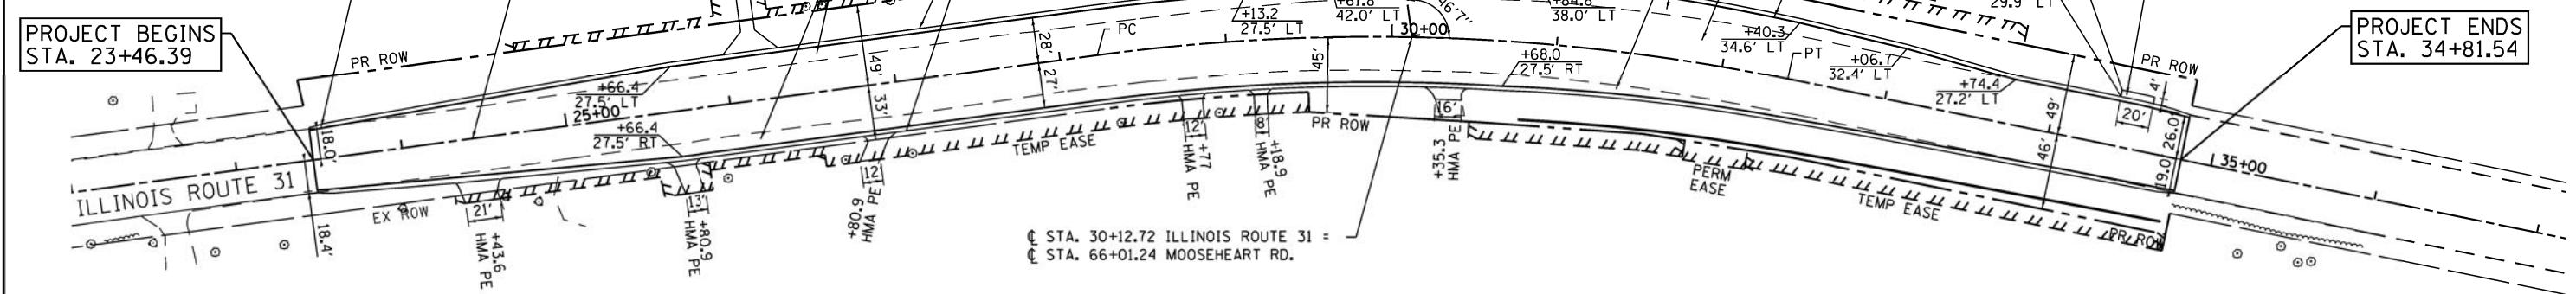 PROJECT BEGINS
STA. 23+46.39
PR ROW
+66.4
27.5' LT
25+00
+66.4
27.5' RT
18.0'
ILLINOIS ROUTE 31
18.4'
EX ROW
21'
+43.6
HMA PE
13'
+80.9
HMA PE
49'
33'
12'
+80.9
HMA PE
28'
27'
PC
TEMP EASE
+13.2
27.5' LT
+61.8
42.0' LT
46'7"
30+00
45'
12'
+77
HMA PE
8'
+18.9
HMA PE
PR ROW
16'
+35.3
HMA PE
38.0' LT
+68.0
27.5' RT
+40.3
34.6' LT
PT
+06.7
32.4' LT
+74.4
27.2' LT
29.9' LT
PERM
EASE
TEMP EASE
46'
49'
4'
20'
26.0'
19.0
PR ROW
PR ROW
35+00
PROJECT ENDS
STA. 34+81.54
℄ STA. 30+12.72 ILLINOIS ROUTE 31 =
℄ STA. 66+01.24 MOOSEHEART RD.